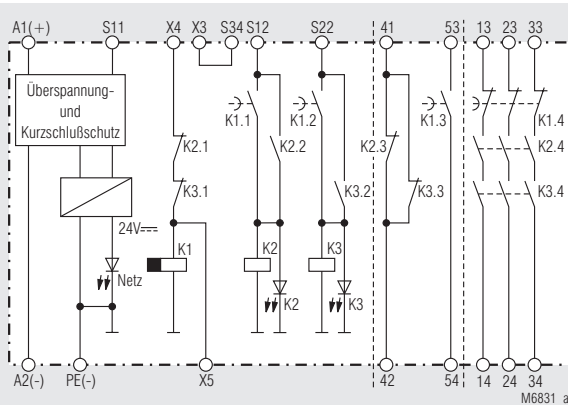 A1(+) S11 X4 X3 S34 S12 S22 41 53 13 23 33
Überspannung-
und
Kurzschlußschutz
K1.1 K1.2 K1.3 K1.4
K2.1 K2.2 K2.3 K2.4
K3.1 K3.2 K3.3 K3.4
24V
K1 K2 K3
Netz
K2 K3
A2(-) PE(-) X5 42 54 14 24 34
M6831_a